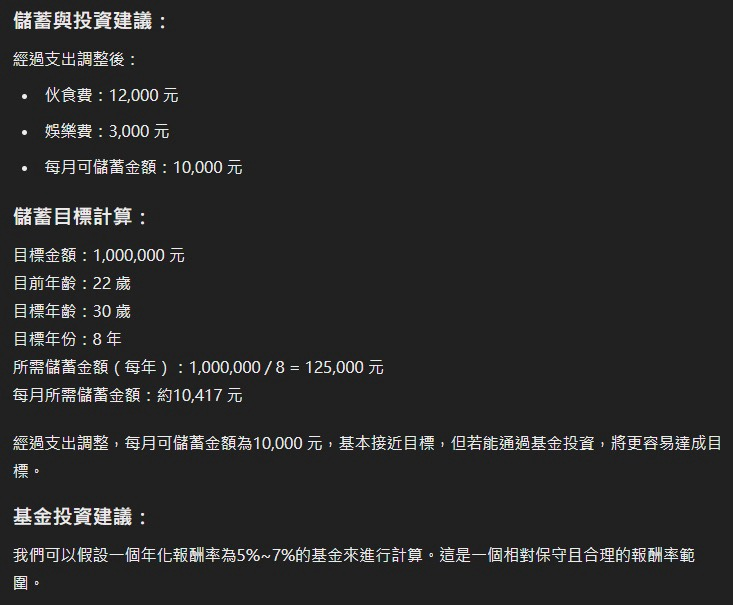 儲蓄與投資建議：
經過支出調整後：
• 伙食費：12,000 元
• 娛樂費：3,000 元
• 每月可儲蓄金額：10,000 元
儲蓄目標計算：
目標金額：1,000,000 元
目前年齡：22 歲
目標年齡：30 歲
目標年份：8 年
所需儲蓄金額（每年）：1,000,000 / 8 = 125,000 元
每月所需儲蓄金額：約10,417 元
經過支出調整，每月可儲蓄金額為10,000 元，基本接近目標，但若能通過基金投資，將更容易達成目
標。
基金投資建議：
我們可以假設一個年化報酬率為5%~7%的基金來進行計算。這是一個相對保守且合理的報酬率範
圍。